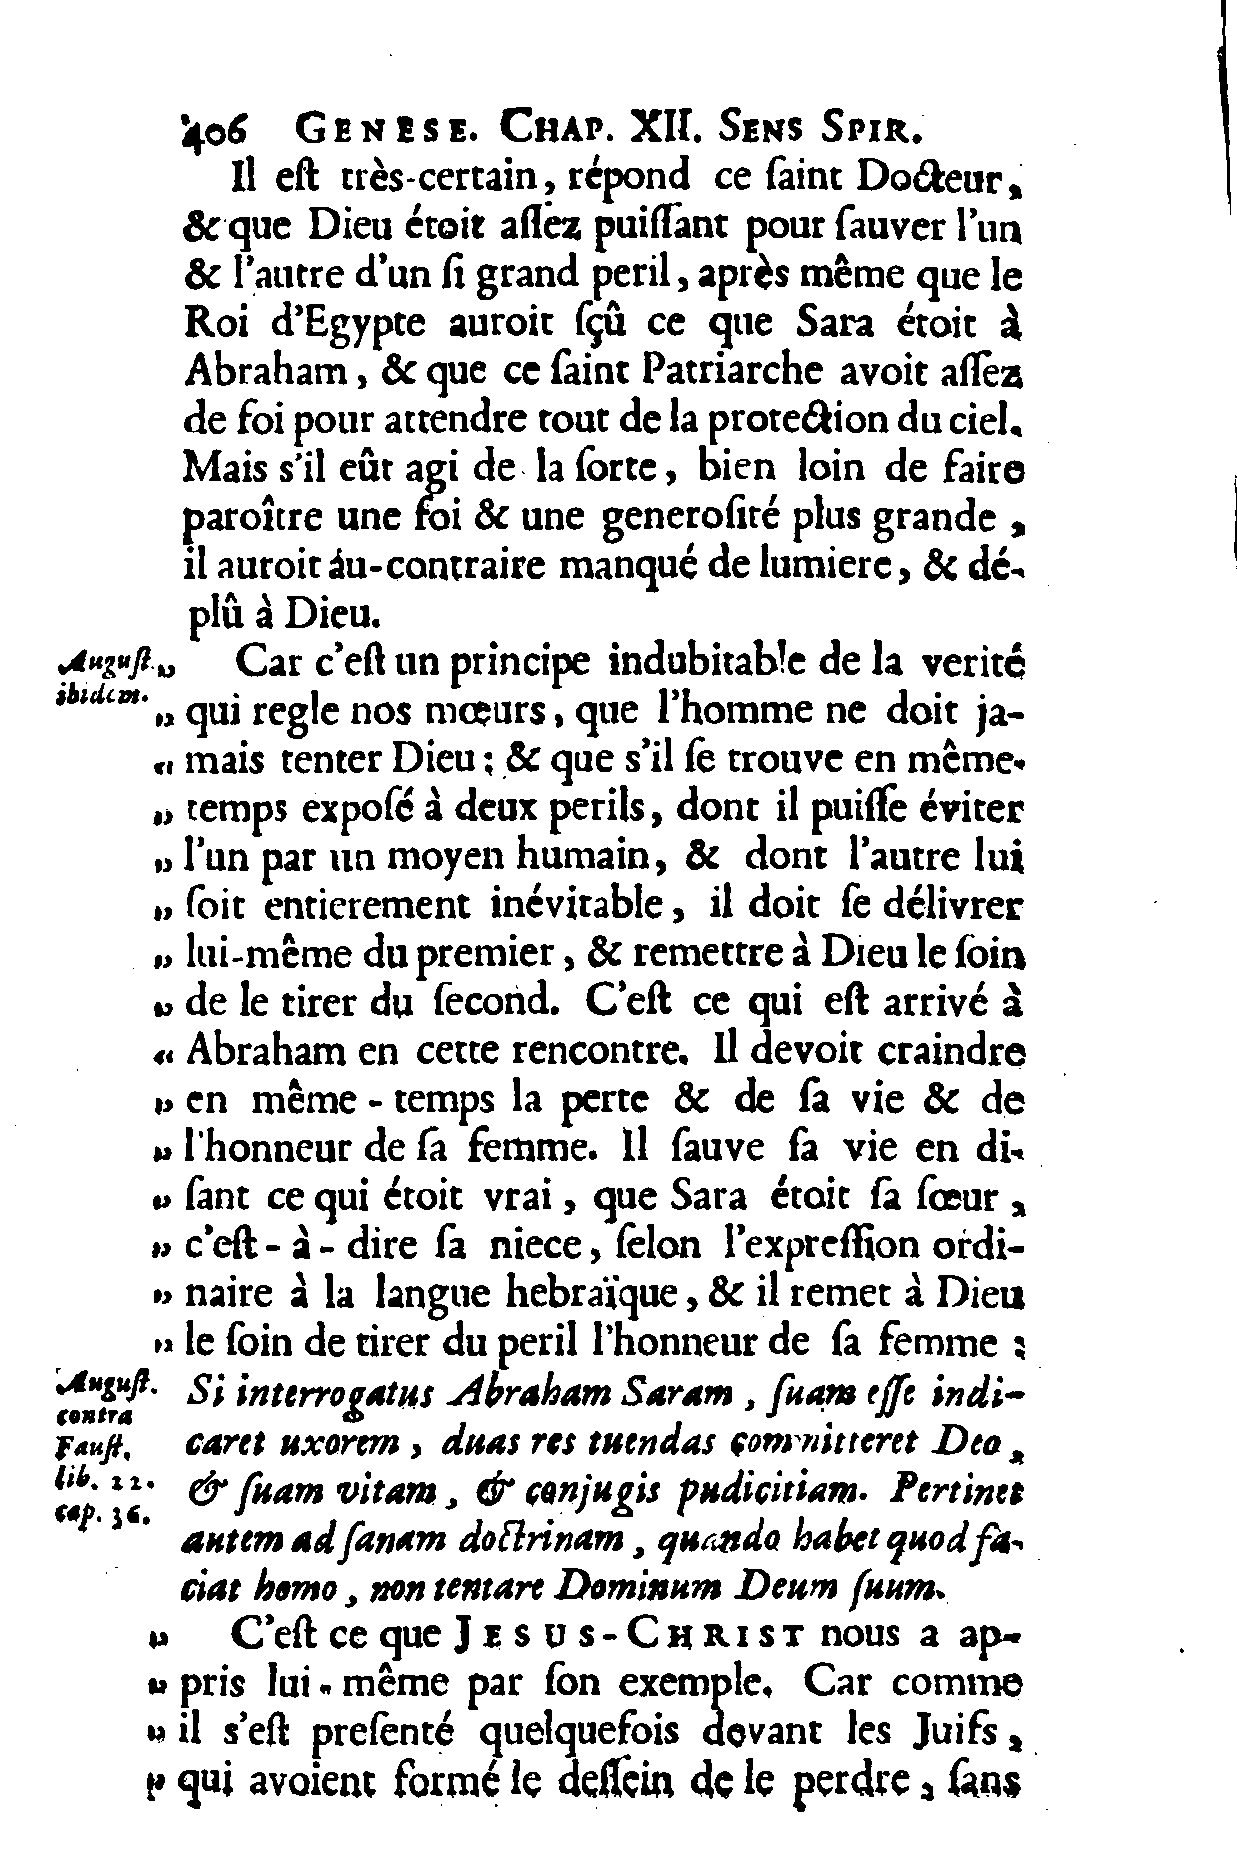 406 GENESE. CHAP. XII. SENS SPIR.
Il eſt très-certain, répond ce ſaint Docteur,
& que Dieu étoit aſſez puiſſant pour ſauver l'un
& l'autre d'un ſi grand peril, après même que le
Roi d'Egypte auroit ſçû ce que Sara étoit à
Abraham, & que ce ſaint Patriarche avoit aſſez
de foi pour attendre tout de la protection du ciel.
Mais s'il eût agi de la ſorte, bien loin de faire
paroître une foi & une generoſité plus grande,
il auroit au-contraire manqué de lumiere, & dé-
plû à Dieu.
Auguſt. ibidem.
„ Car c'eſt un principe indubitable de la verité
„ qui regle nos mœurs, que l'homme ne doit ja-
“ mais tenter Dieu; & que s'il ſe trouve en même-
„ temps expoſé à deux perils, dont il puiſſe éviter
„ l'un par un moyen humain, & dont l'autre lui
„ ſoit entierement inévitable, il doit ſe délivrer
„ lui-même du premier, & remettre à Dieu le ſoin
„ de le tirer du ſecond. C'eſt ce qui eſt arrivé à
“ Abraham en cette rencontre. Il devoit craindre
„ en même-temps la perte & de ſa vie & de
„ l'honneur de ſa femme. Il ſauve ſa vie en di-
„ ſant ce qui étoit vrai, que Sara étoit ſa ſœur,
„ c'eſt-à-dire ſa niece, ſelon l'expreſſion ordi-
„ naire à la langue hebraïque, & il remet à Dieu
„ le ſoin de tirer du peril l'honneur de ſa femme;
Auguſt.
contra
Fauſt.
lib. 22.
cap. 36.
Si interrogatus Abraham Saram, ſuam eſſe indi-
caret uxorem, duas res tuendas committeret Deo,
& ſuam vitam, & conjugis pudicitiam. Pertinet
autem ad ſanam doctrinam, quando habet quod fa-
ciat homo, non tentare Dominum Deum ſuum.
„ C'eſt ce que JESUS-CHRIST nous a ap-
„ pris lui-même par ſon exemple. Car comme
„ il s'eſt preſenté quelquefois devant les Juifs,
„ qui avoient formé le deſſein de le perdre, ſans